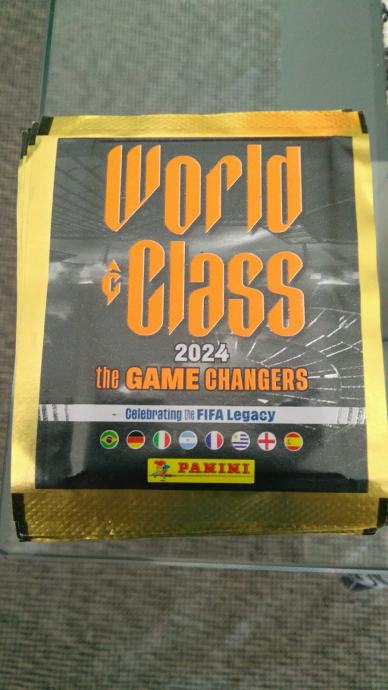 World
Class
2024
the GAME CHANGERS
Celebrating the FIFA Legacy
PANINI